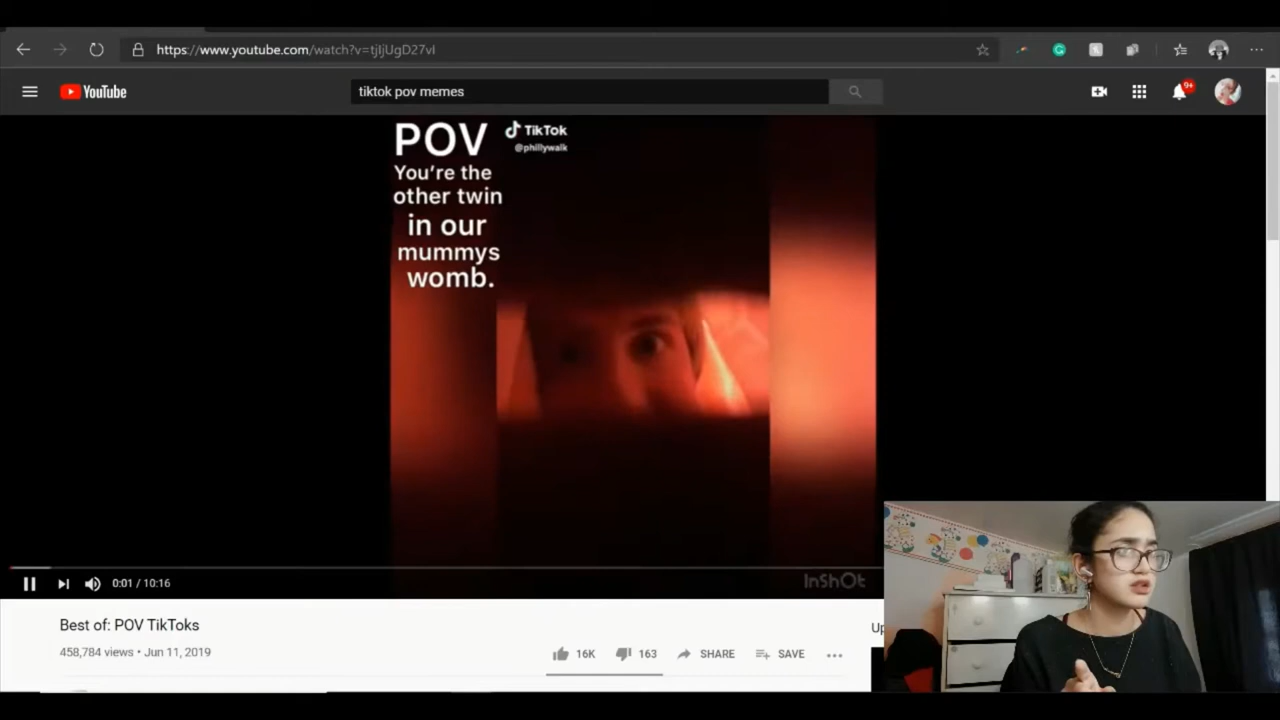 https://www.youtube.com/watch?v=tjIjUgD27vI
YouTube
tiktok pov memes
9+
POV
You're the
other twin
in our
mummys
womb.
TikTok
@phillywalk
InShOt
0:01 / 10:16
Best of: POV TikToks
458,784 views • Jun 11, 2019
16K
163
SHARE
SAVE
Up